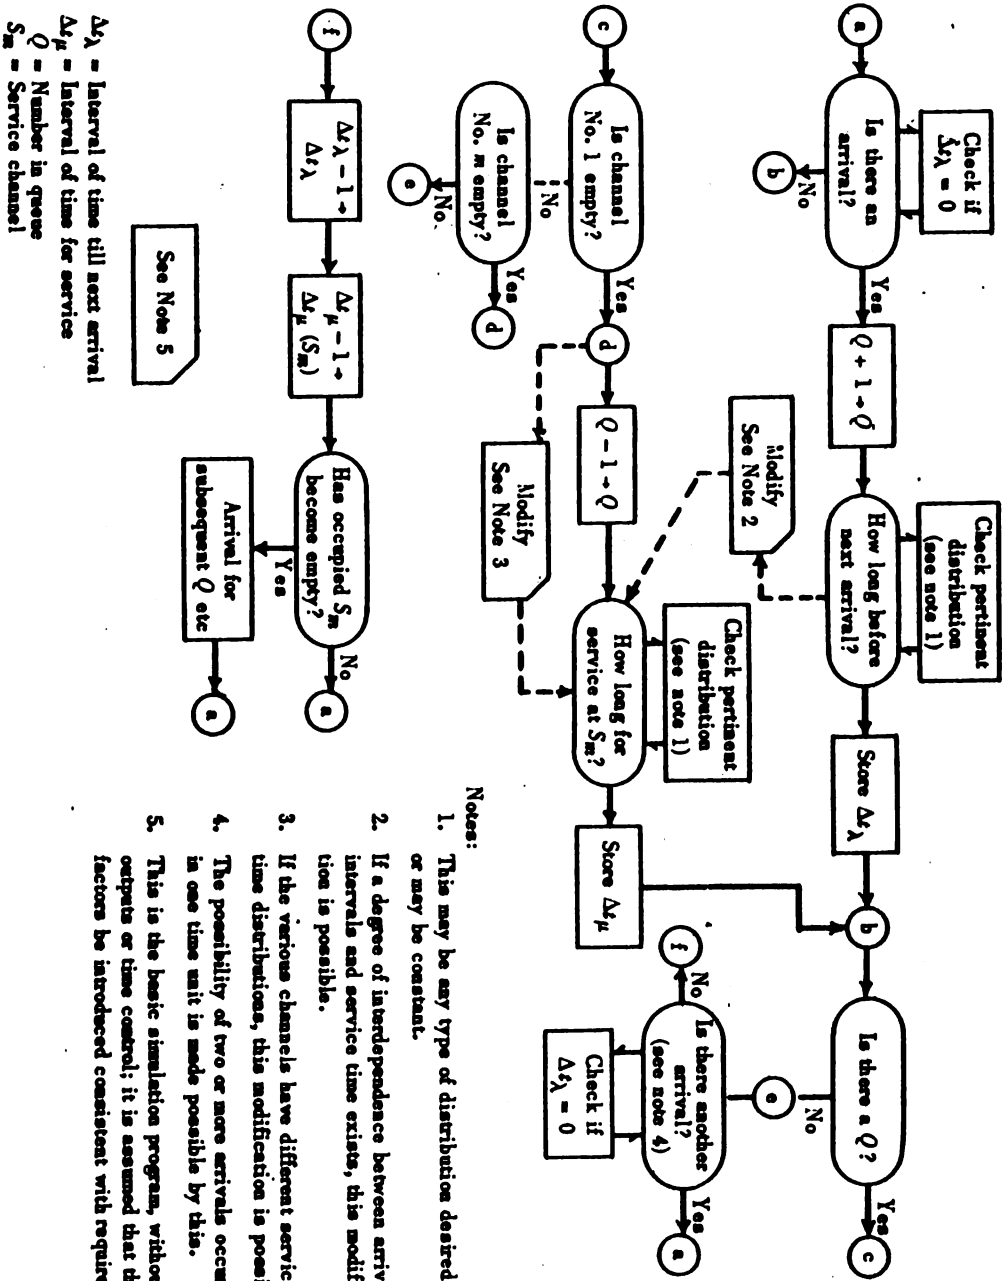 Check if
Δtλ = 0
a
Is there an
arrival?
No
b
Yes
Q + 1 → Q
Check pertinent
distribution
(see note 1)
How long before
next arrival?
Modify
See Note 2
Store Δtλ
b
Is there a Q?
Yes
c
No
e
Is there another
arrival?
(see note 4)
Yes
a
No
f
Check if
Δtλ = 0
c
Is channel
No. 1 empty?
Yes
d
No
Is channel
No. m empty?
Yes
d
No
e
Q − 1 → Q
Modify
See Note 3
Check pertinent
distribution
(see note 1)
How long for
service at Sm?
Store Δtμ
f
Δtλ − 1 →
Δtλ
Δtμ − 1 →
Δtμ (Sm)
Has occupied Sm
become empty?
No
a
Yes
Arrival for
subsequent Q etc
a
See Note 5
Δtλ = Interval of time till next arrival
Δtμ = Interval of time for service
Q = Number in queue
Sm = Service channel
Notes:
1. This may be any type of distribution desired
or may be constant.
2. If a degree of interdependence between arriv
intervals and service time exists, this modif
tion is possible.
3. If the various channels have different servic
time distributions, this modification is possi
4. The possibility of two or more arrivals occur
in one time unit is made possible by this.
5. This is the basic simulation program, witho
outputs or time control; it is assumed that th
factors be introduced consistent with require